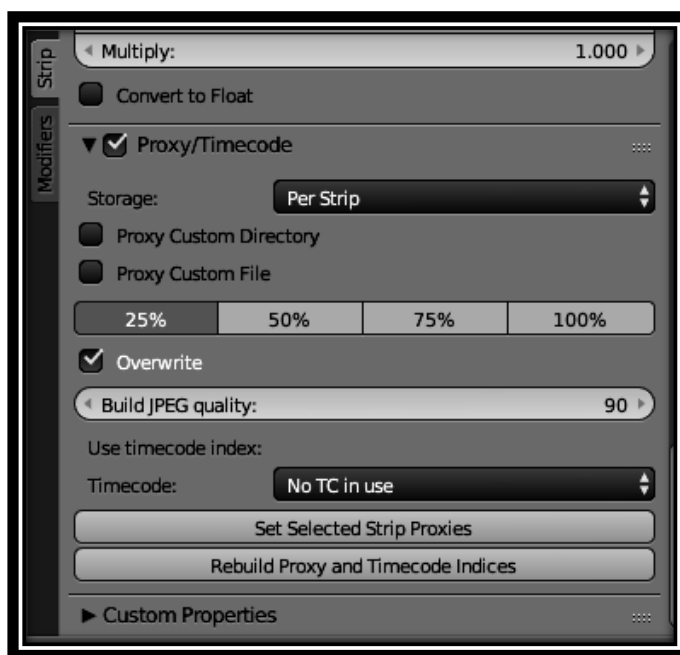 Strip
Modifiers
Multiply: 1.000
Convert to Float
Proxy/Timecode
Storage: Per Strip
Proxy Custom Directory
Proxy Custom File
25% 50% 75% 100%
Overwrite
Build JPEG quality: 90
Use timecode index:
Timecode: No TC in use
Set Selected Strip Proxies
Rebuild Proxy and Timecode Indices
Custom Properties